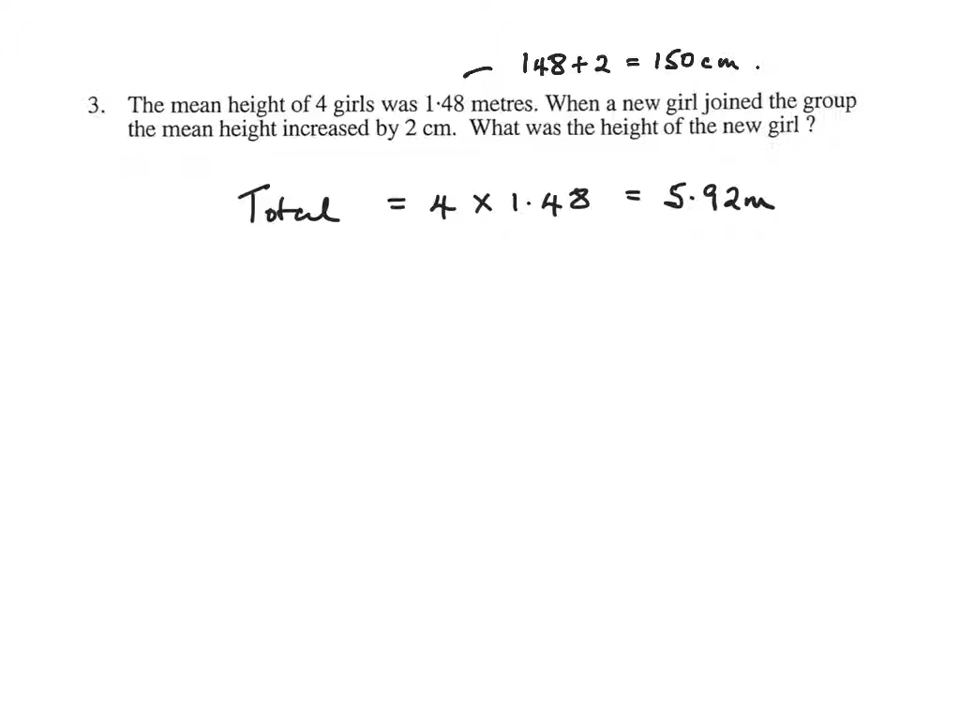 148+2 = 150cm.
3. The mean height of 4 girls was 1·48 metres. When a new girl joined the group
the mean height increased by 2 cm. What was the height of the new girl ?
Total = 4 × 1·48 = 5·92m